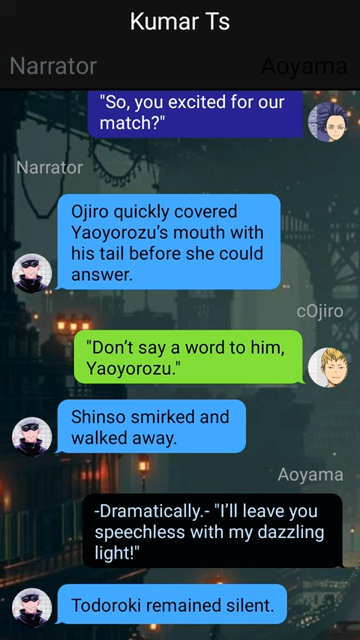 Kumar Ts
Narrator
Aoyama
"So, you excited for our
match?"
Narrator
Ojiro quickly covered
Yaoyorozu’s mouth with
his tail before she could
answer.
cOjiro
"Don’t say a word to him,
Yaoyorozu."
Shinso smirked and
walked away.
Aoyama
-Dramatically.- "I’ll leave you
speechless with my dazzling
light!"
Todoroki remained silent.